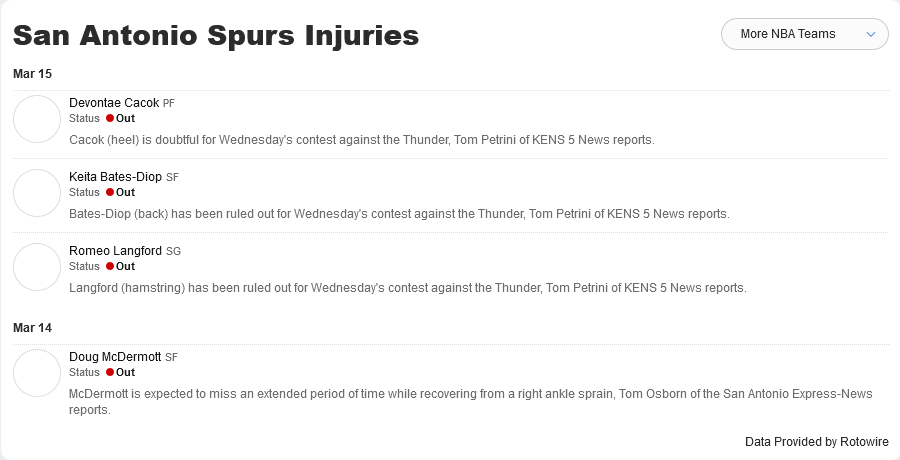 San Antonio Spurs Injuries
More NBA Teams
Mar 15
Devontae Cacok PF
Status Out
Cacok (heel) is doubtful for Wednesday's contest against the Thunder, Tom Petrini of KENS 5 News reports.
Keita Bates-Diop SF
Status Out
Bates-Diop (back) has been ruled out for Wednesday's contest against the Thunder, Tom Petrini of KENS 5 News reports.
Romeo Langford SG
Status Out
Langford (hamstring) has been ruled out for Wednesday's contest against the Thunder, Tom Petrini of KENS 5 News reports.
Mar 14
Doug McDermott SF
Status Out
McDermott is expected to miss an extended period of time while recovering from a right ankle sprain, Tom Osborn of the San Antonio Express-News
reports.
Data Provided by Rotowire